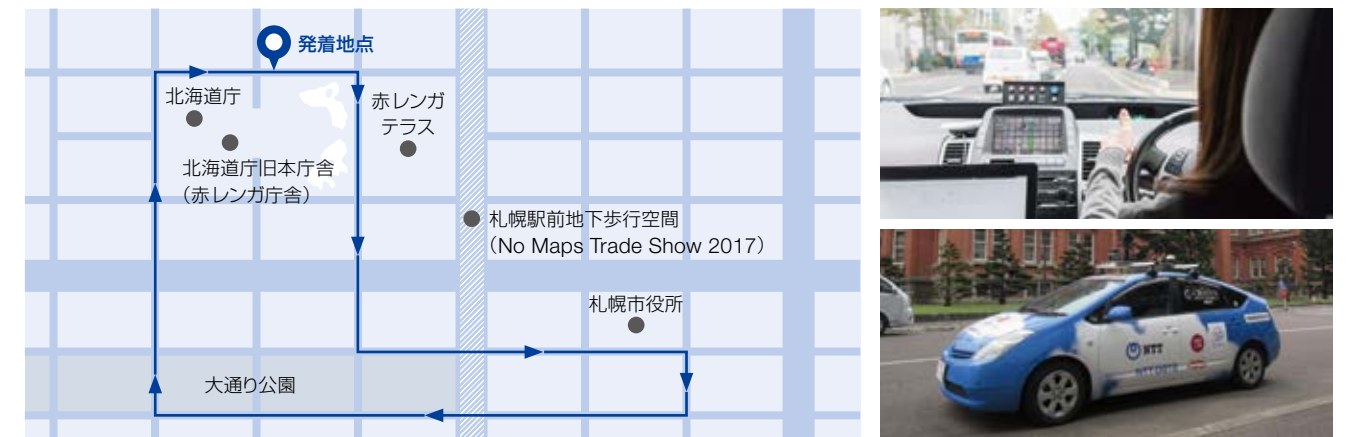 発着地点
北海道庁
赤レンガ
テラス
北海道庁旧本庁舎
（赤レンガ庁舎）
札幌駅前地下歩行空間
（No Maps Trade Show 2017）
札幌市役所
大通り公園
NTT
NTT DATA